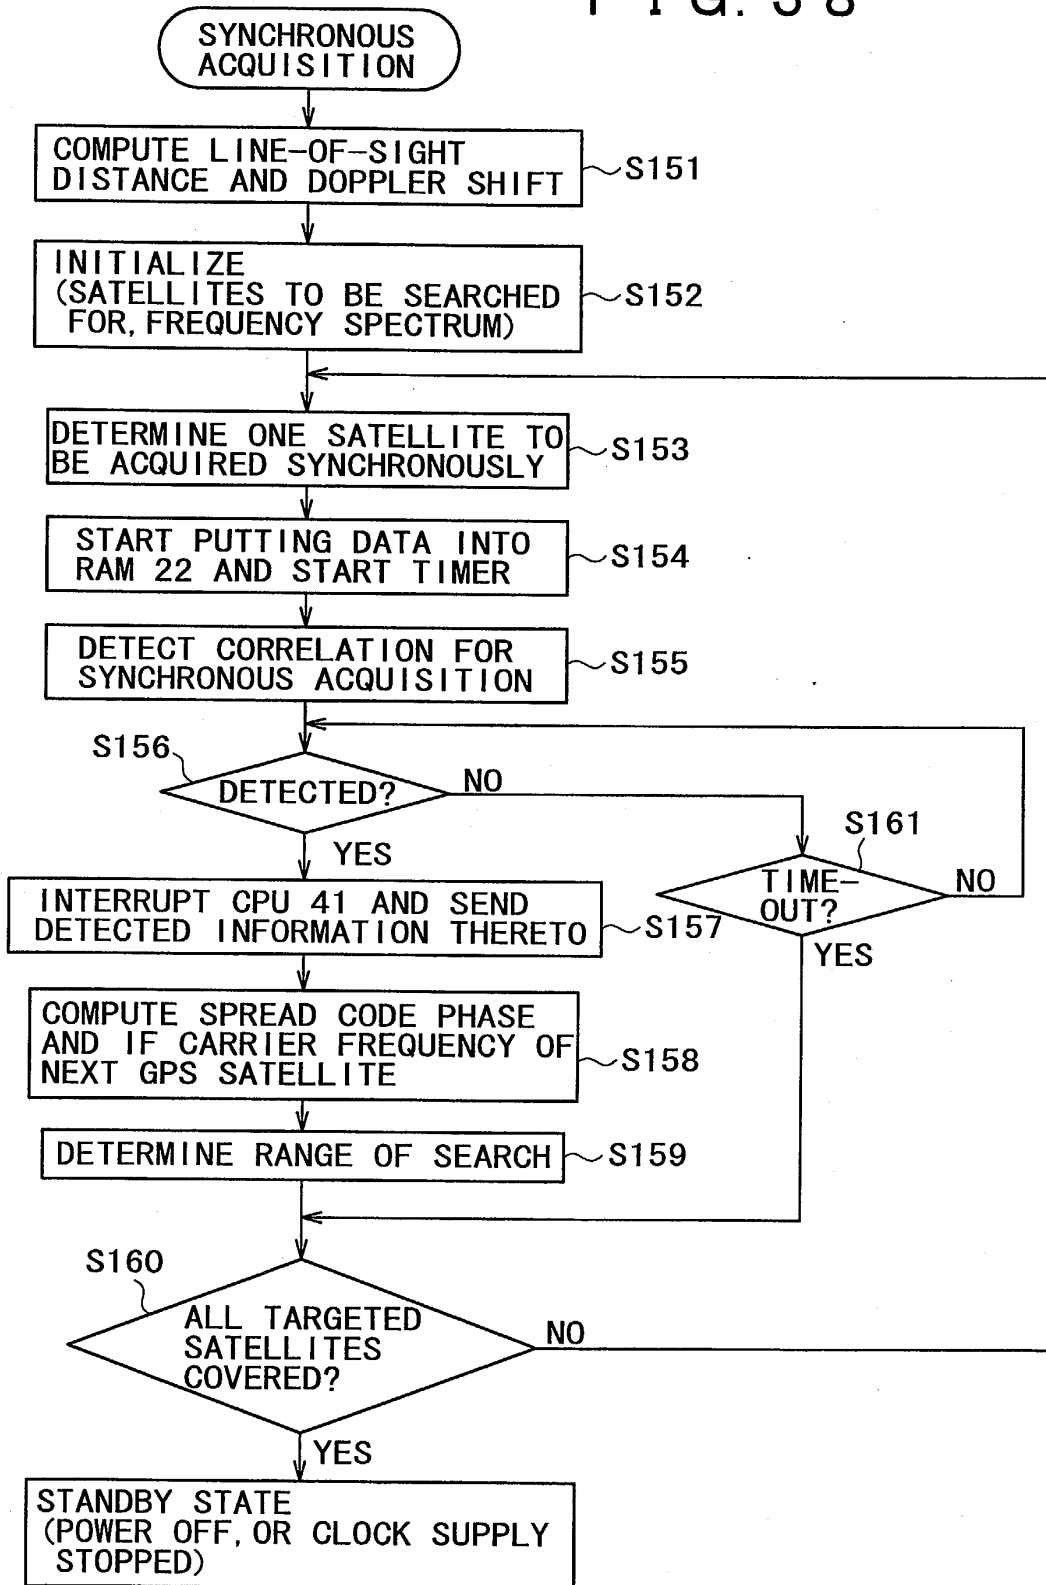 FIG. 38
SYNCHRONOUS
ACQUISITION
COMPUTE LINE-OF-SIGHT
DISTANCE AND DOPPLER SHIFT
S151
INITIALIZE
(SATELLITES TO BE SEARCHED
FOR, FREQUENCY SPECTRUM)
S152
DETERMINE ONE SATELLITE TO
BE ACQUIRED SYNCHRONOUSLY
S153
START PUTTING DATA INTO
RAM 22 AND START TIMER
S154
DETECT CORRELATION FOR
SYNCHRONOUS ACQUISITION
S155
S156
DETECTED?
NO
YES
S161
TIME-
OUT?
NO
YES
INTERRUPT CPU 41 AND SEND
DETECTED INFORMATION THERETO
S157
COMPUTE SPREAD CODE PHASE
AND IF CARRIER FREQUENCY OF
NEXT GPS SATELLITE
S158
DETERMINE RANGE OF SEARCH
S159
S160
ALL TARGETED
SATELLITES
COVERED?
NO
YES
STANDBY STATE
(POWER OFF, OR CLOCK SUPPLY
STOPPED)